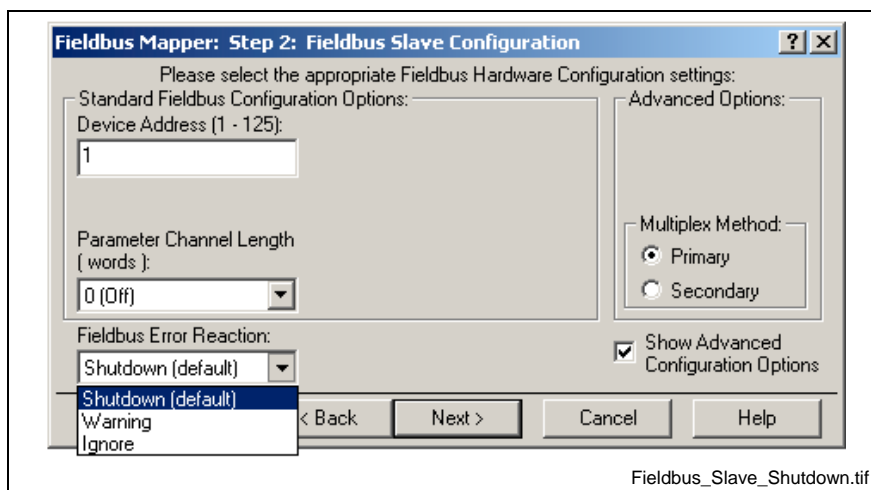 Fieldbus Mapper: Step 2: Fieldbus Slave Configuration
Please select the appropriate Fieldbus Hardware Configuration settings:
Standard Fieldbus Configuration Options:
Device Address (1 - 125):
1
Parameter Channel Length
( words ):
0 (Off)
Advanced Options:
Multiplex Method:
Primary
Secondary
Fieldbus Error Reaction:
Shutdown (default)
Shutdown (default)
Warning
Ignore
Show Advanced
Configuration Options
< Back
Next >
Cancel
Help
Fieldbus_Slave_Shutdown.tif